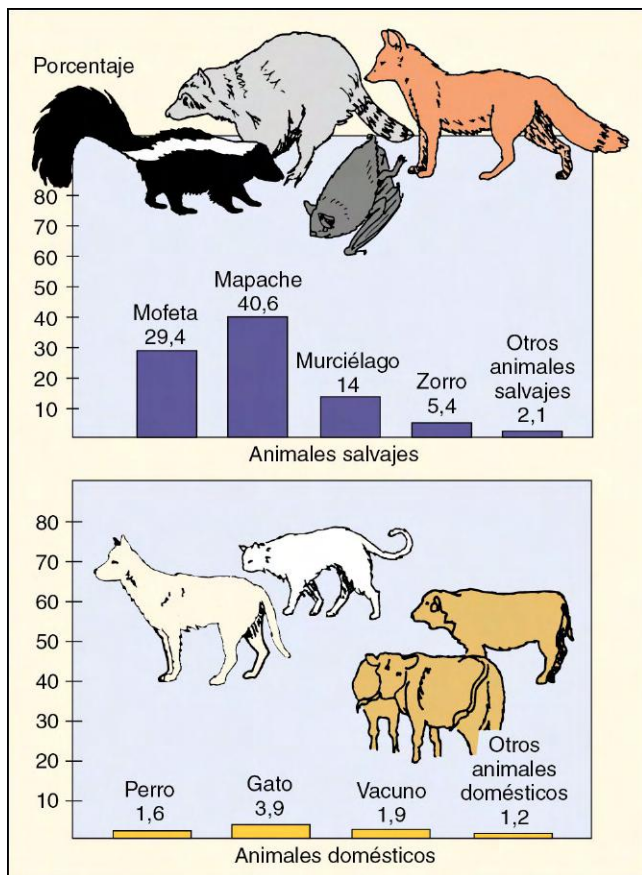 Porcentaje
80
70
60
50
40
30
20
10
Mofeta
29,4
Mapache
40,6
Murciélago
14
Zorro
5,4
Otros
animales
salvajes
2,1
Animales salvajes
80
70
60
50
40
30
20
10
Perro
1,6
Gato
3,9
Vacuno
1,9
Otros
animales
domésticos
1,2
Animales domésticos